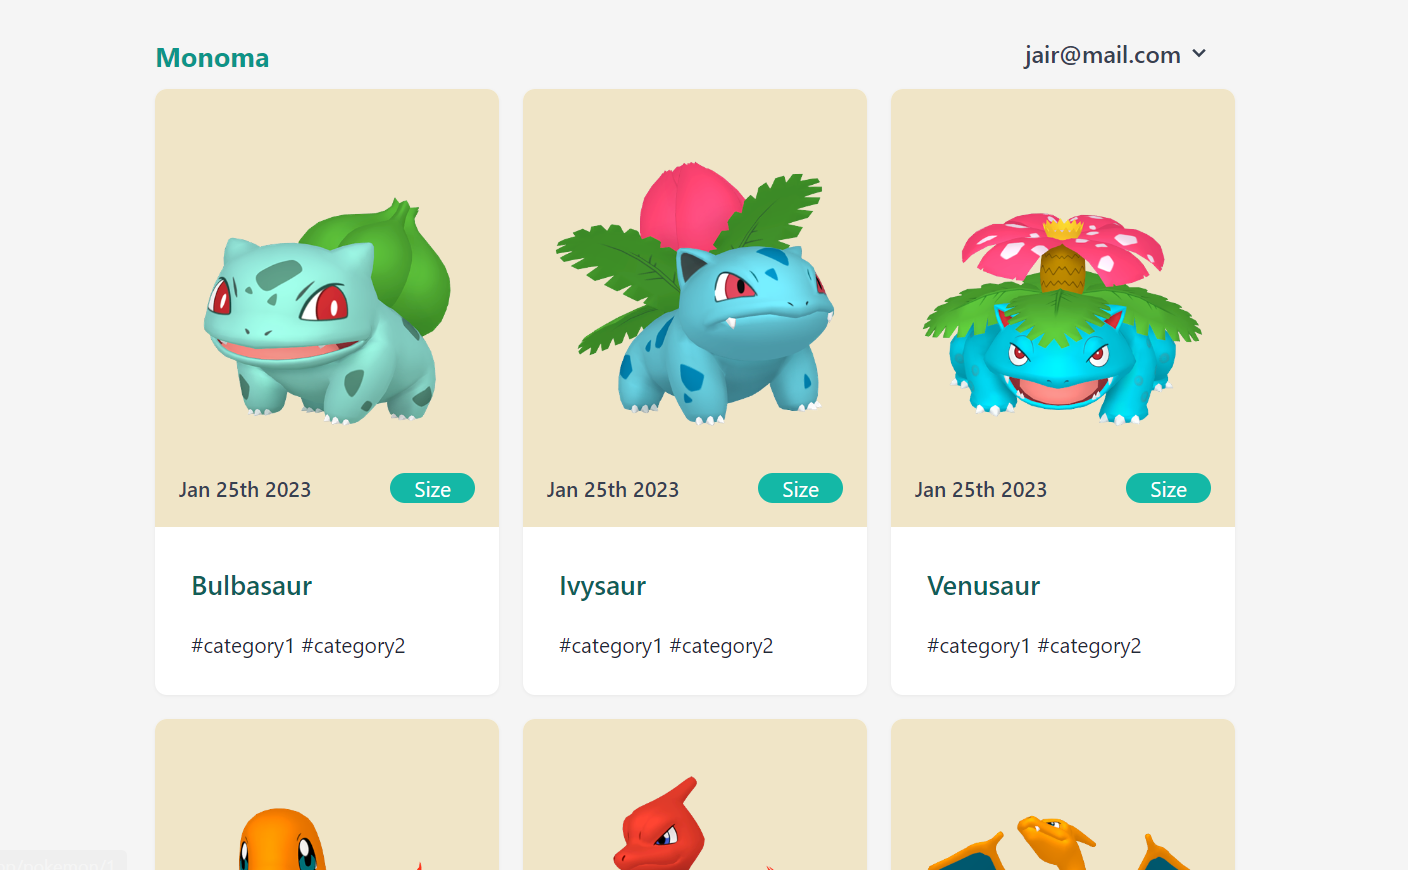 Monoma
jair@mail.com
Jan 25th 2023 Size
Jan 25th 2023 Size
Jan 25th 2023 Size
Bulbasaur
#category1 #category2
Ivysaur
#category1 #category2
Venusaur
#category1 #category2